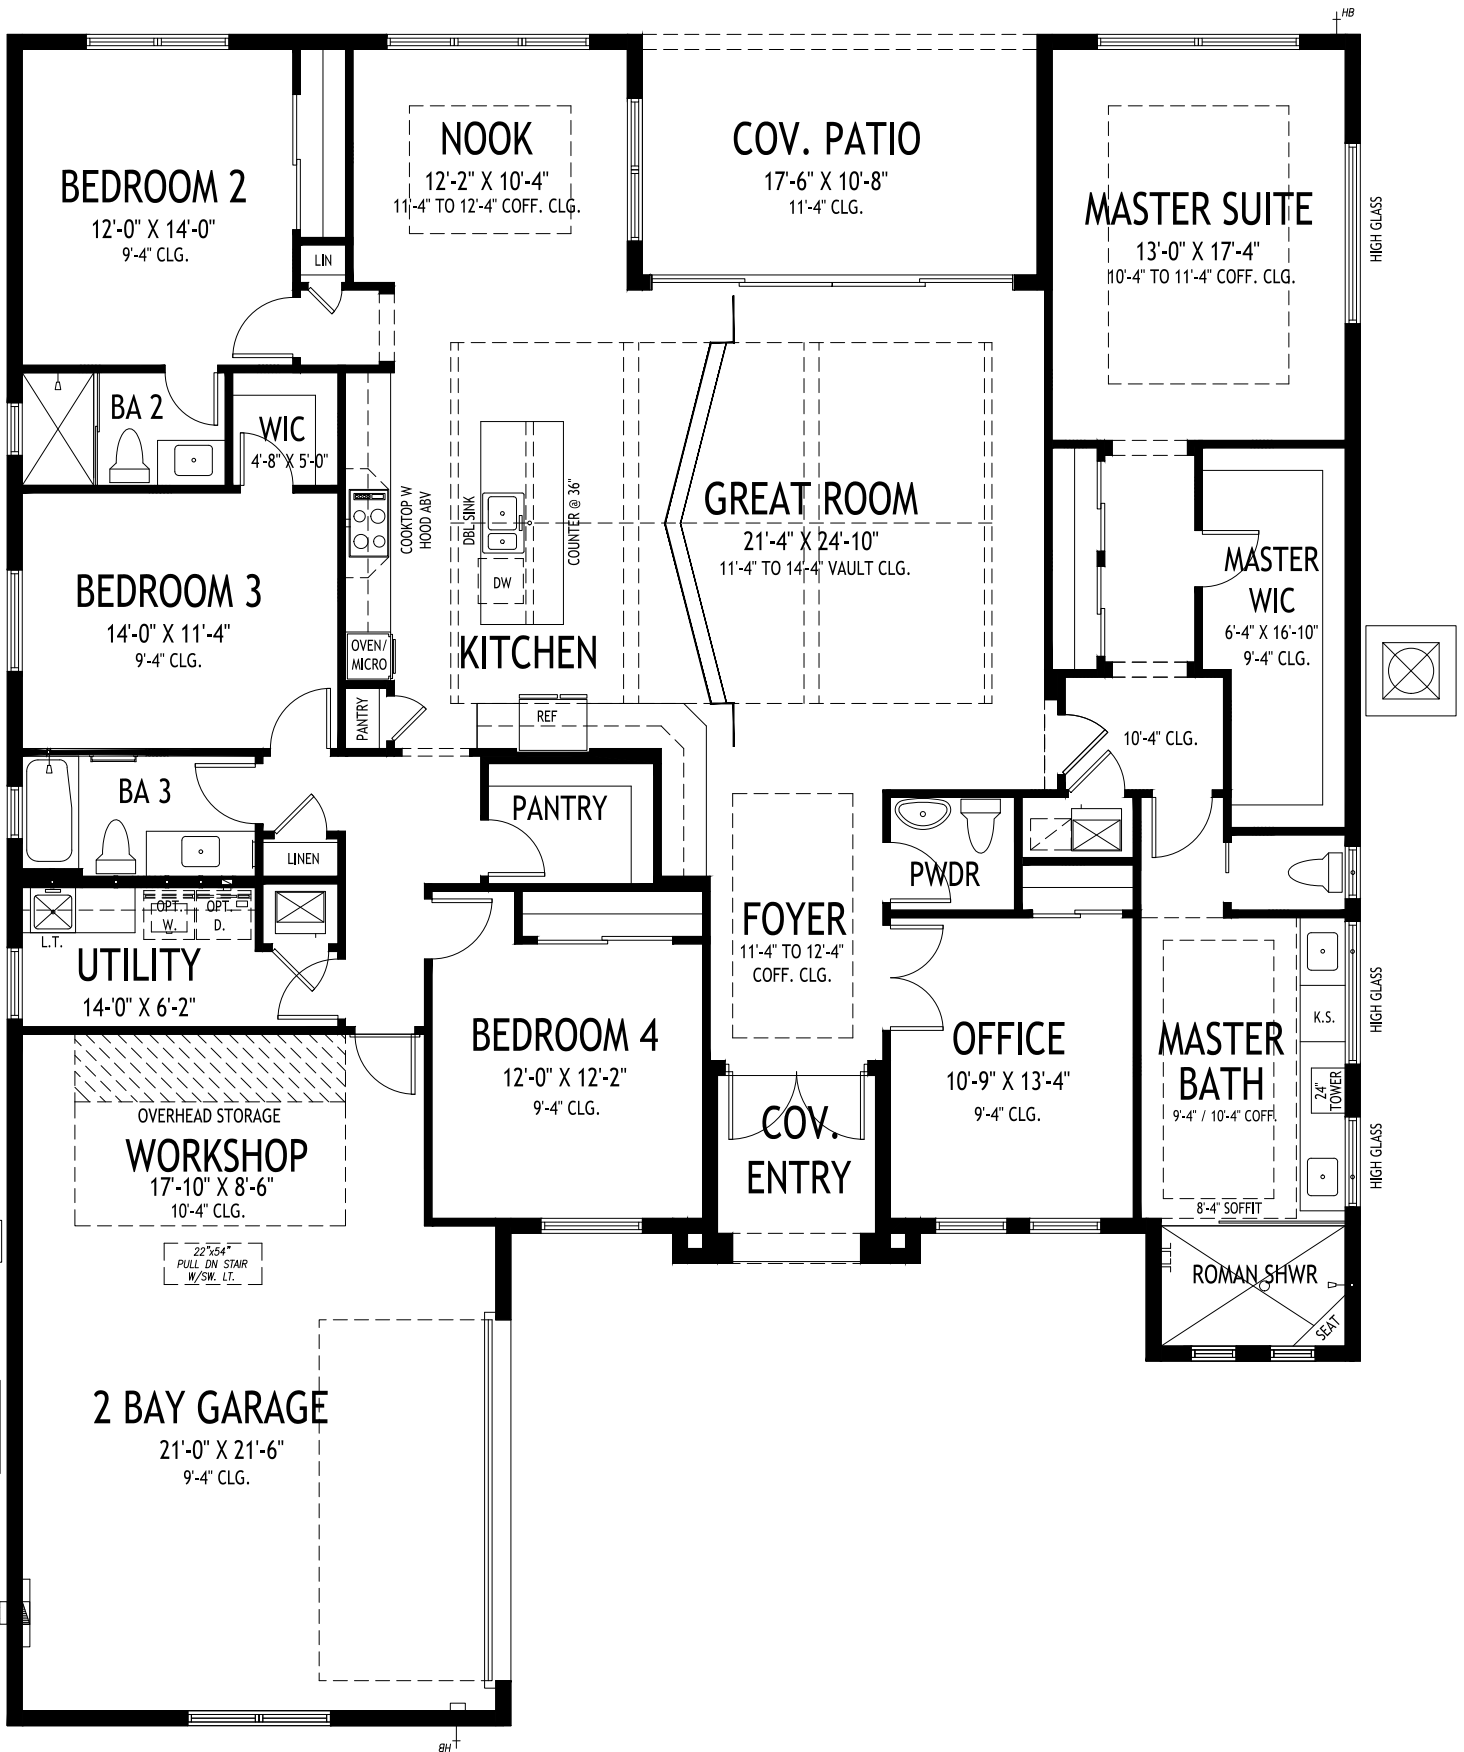 HB
NOOK
12'-2" X 10'-4"
11'-4" TO 12'-4" COFF. CLG.
COV. PATIO
17'-6" X 10'-8"
11'-4" CLG.
BEDROOM 2
12'-0" X 14'-0"
9'-4" CLG.
MASTER SUITE
13'-0" X 17'-4"
10'-4" TO 11'-4" COFF. CLG.
HIGH GLASS
LIN
BA 2
WIC
4'-8" X 5'-0"
COOKTOP W
HOOD ABV
DBL SINK
DW
COUNTER @ 36"
GREAT ROOM
21'-4" X 24'-10"
11'-4" TO 14'-4" VAULT CLG.
BEDROOM 3
14'-0" X 11'-4"
9'-4" CLG.
OVEN/
MICRO
KITCHEN
MASTER
WIC
6'-4" X 16'-10"
9'-4" CLG.
PANTRY
REF
10'-4" CLG.
BA 3
PANTRY
LINEN
PWDR
OPT.
W.
OPT.
D.
L.T.
UTILITY
14-'0" X 6'-2"
FOYER
11'-4" TO 12'-4"
COFF. CLG.
HIGH GLASS
K.S.
BEDROOM 4
12'-0" X 12'-2"
9'-4" CLG.
OFFICE
10'-9" X 13'-4"
9'-4" CLG.
MASTER
BATH
9'-4" / 10'-4" COFF.
24"
TOWER
OVERHEAD STORAGE
WORKSHOP
17'-10" X 8'-6"
10'-4" CLG.
COV.
ENTRY
HIGH GLASS
8'-4" SOFFIT
22"x54"
PULL DN STAIR
W/SW. LT.
ROMAN SHWR
SEAT
2 BAY GARAGE
21'-0" X 21'-6"
9'-4" CLG.
HB